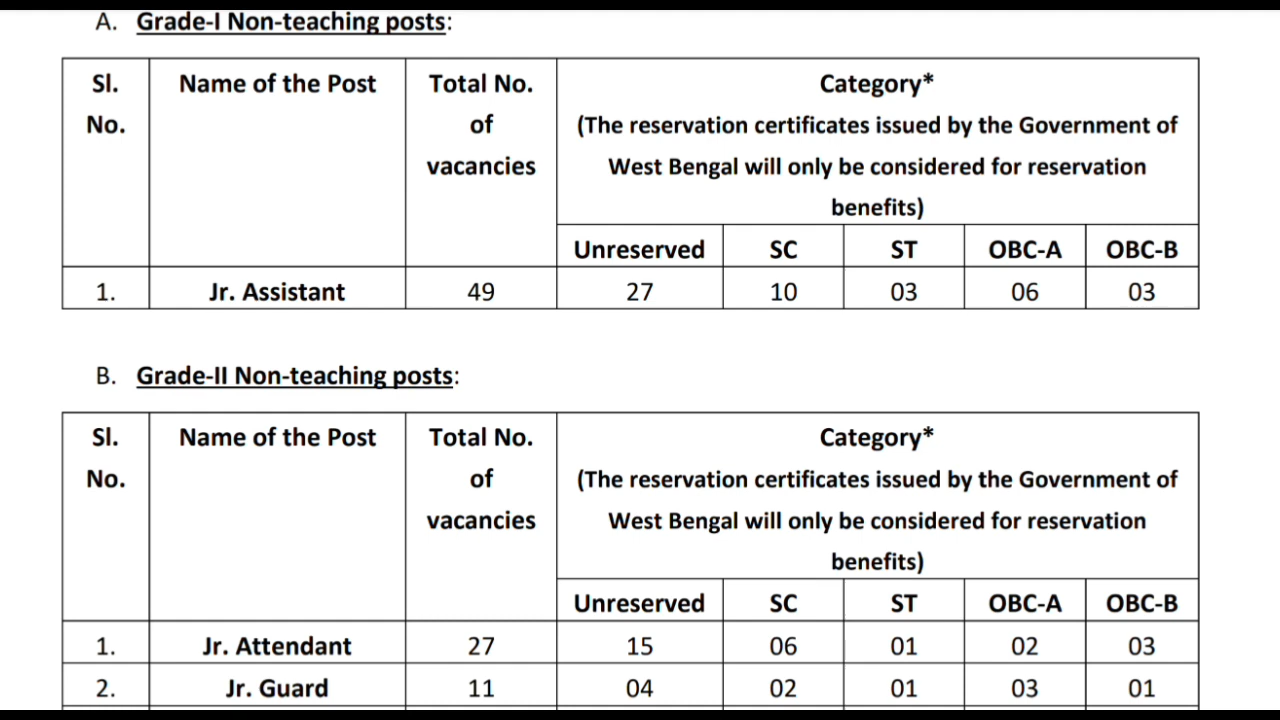 A. Grade-I Non-teaching posts:
Sl. No. Name of the Post Total No. of vacancies Category*
(The reservation certificates issued by the Government of
West Bengal will only be considered for reservation
benefits)
Unreserved SC ST OBC-A OBC-B
1. Jr. Assistant 49 27 10 03 06 03
B. Grade-II Non-teaching posts:
Sl. No. Name of the Post Total No. of vacancies Category*
(The reservation certificates issued by the Government of
West Bengal will only be considered for reservation
benefits)
Unreserved SC ST OBC-A OBC-B
1. Jr. Attendant 27 15 06 01 02 03
2. Jr. Guard 11 04 02 01 03 01